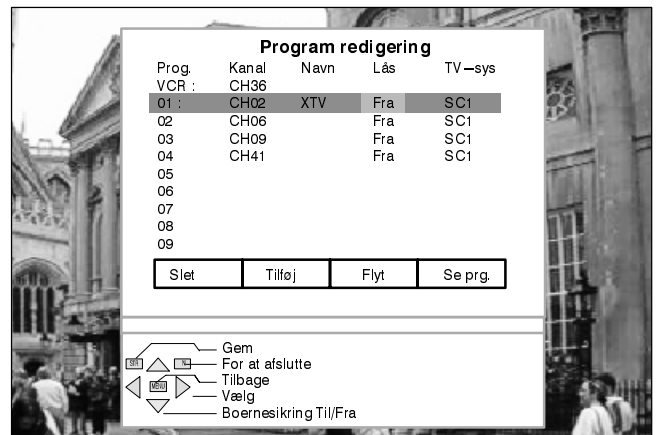 Program redigering
Prog. Kanal Navn Lås TV-sys
VCR : CH36
01 : CH02 XTV Fra SC1
02 CH06 Fra SC1
03 CH09 Fra SC1
04 CH41 Fra SC1
05
06
07
08
09
Slet Tilføj Flyt Se prg.
Gem
STR N For at afslutte
MENU Tilbage
Vælg
Boernesikring Til/Fra